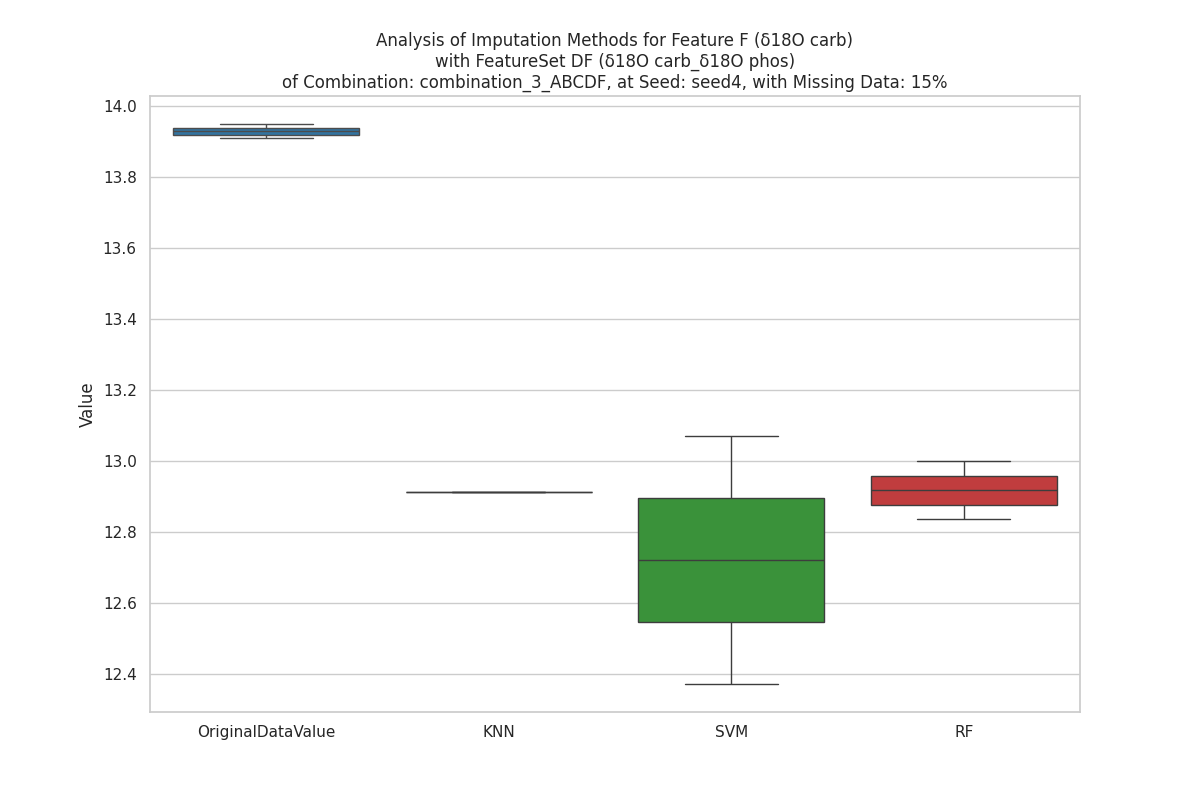 Analysis of Imputation Methods for Feature F (δ18O carb)
with FeatureSet DF (δ18O carb_δ18O phos)
of Combination: combination_3_ABCDF, at Seed: seed4, with Missing Data: 15%
14.0
13.8
13.6
13.4
13.2
13.0
12.8
12.6
12.4
Value
OriginalDataValue
KNN
SVM
RF